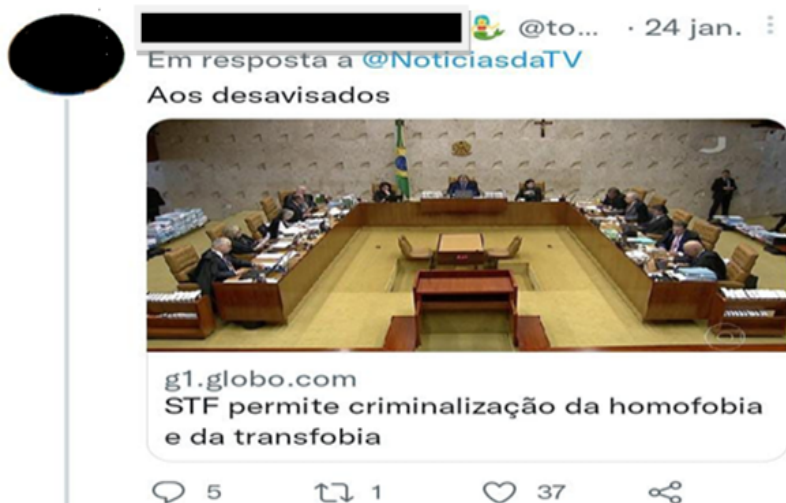 @to... · 24 jan.
Em resposta a @NoticiasdaTV
Aos desavisados
g1.globo.com
STF permite criminalização da homofobia
e da transfobia
5 1 37